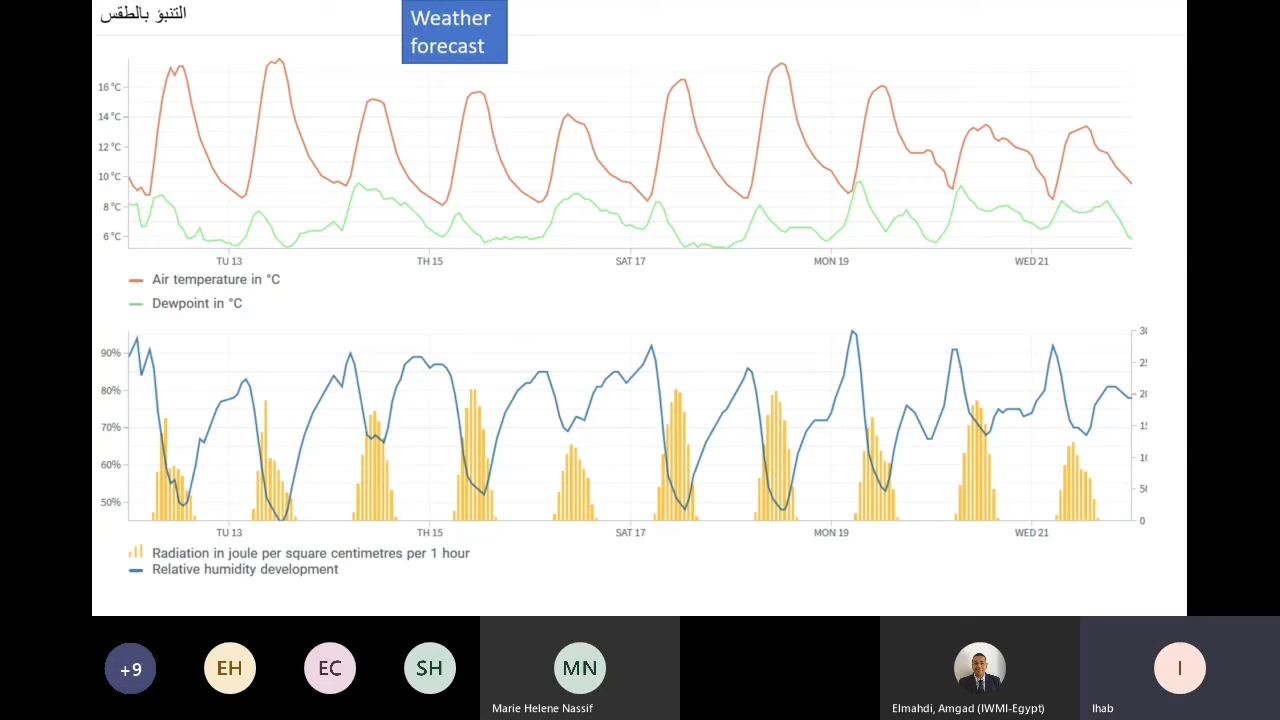 التنبؤ بالطقس
Weather
forecast
16 °C
14 °C
12 °C
10 °C
8 °C
6 °C
TU 13 TH 15 SAT 17 MON 19 WED 21
Air temperature in °C
Dewpoint in °C
90%
80%
70%
60%
50%
50
0
TU 13 TH 15 SAT 17 MON 19 WED 21
Radiation in joule per square centimetres per 1 hour
Relative humidity development
+9 EH EC SH MN I
Marie Helene Nassif Elmahdi, Amgad (IWMI-Egypt) Ihab